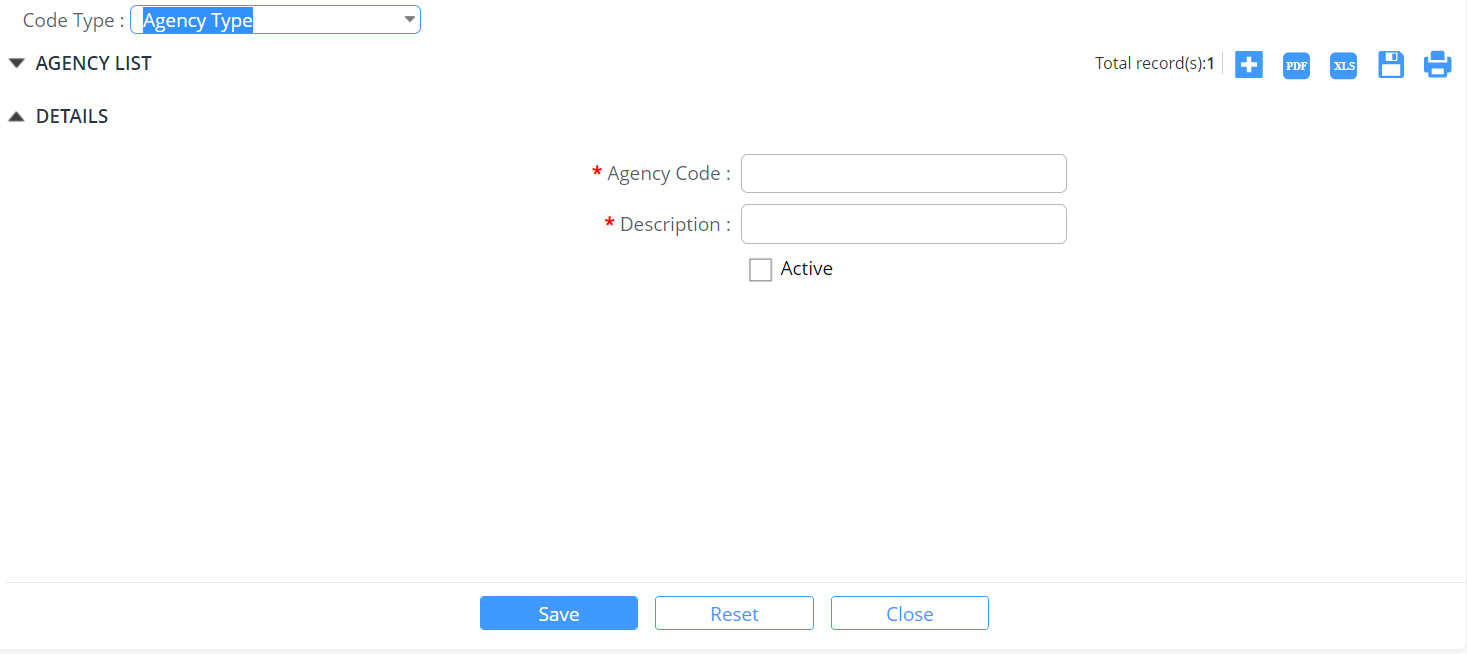 Code Type : Agency Type
AGENCY LIST Total record(s):1 PDF XLS
DETAILS
* Agency Code :
* Description :
Active
Save Reset Close